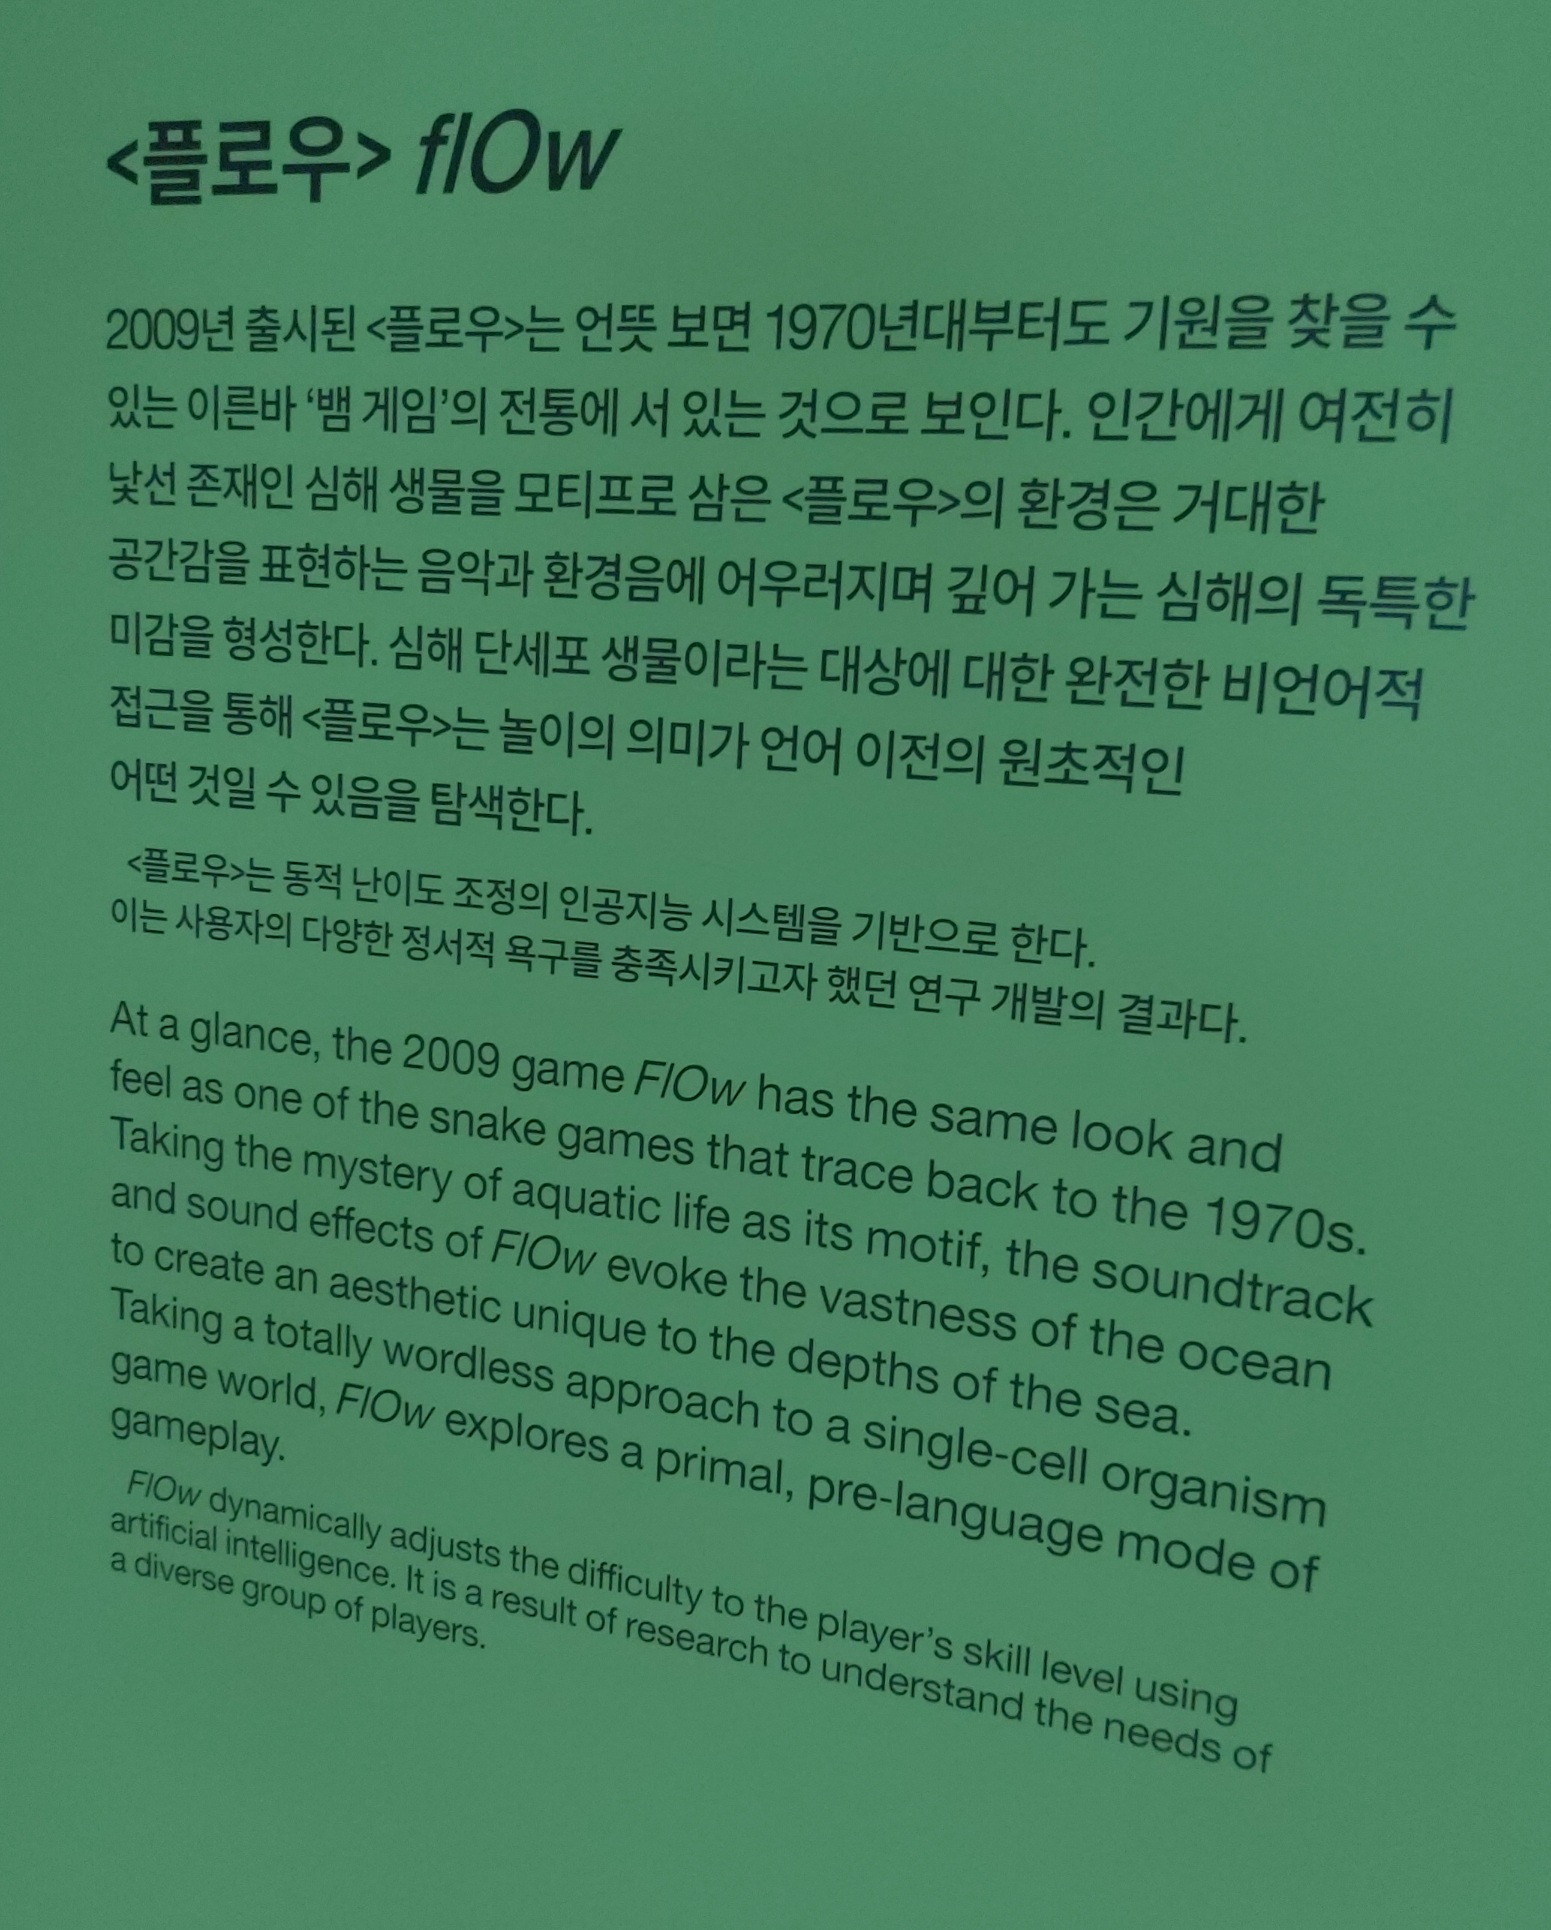 <플로우> flOw
2009년 출시된 <플로우>는 언뜻 보면 1970년대부터도 기원을 찾을 수
있는 이른바 ‘뱀 게임’의 전통에 서 있는 것으로 보인다. 인간에게 여전히
낯선 존재인 심해 생물을 모티프로 삼은 <플로우>의 환경은 거대한
공간감을 표현하는 음악과 환경음에 어우러지며 깊어 가는 심해의 독특한
미감을 형성한다. 심해 단세포 생물이라는 대상에 대한 완전한 비언어적
접근을 통해 <플로우>는 놀이의 의미가 언어 이전의 원초적인
어떤 것일 수 있음을 탐색한다.
<플로우>는 동적 난이도 조정의 인공지능 시스템을 기반으로 한다.
이는 사용자의 다양한 정서적 욕구를 충족시키고자 했던 연구 개발의 결과다.
At a glance, the 2009 game FlOw has the same look and
feel as one of the snake games that trace back to the 1970s.
Taking the mystery of aquatic life as its motif, the soundtrack
and sound effects of FlOw evoke the vastness of the ocean
to create an aesthetic unique to the depths of the sea.
Taking a totally wordless approach to a single-cell organism
game world, FlOw explores a primal, pre-language mode of
gameplay.
FlOw dynamically adjusts the difficulty to the player’s skill level using
artificial intelligence. It is a result of research to understand the needs of
a diverse group of players.